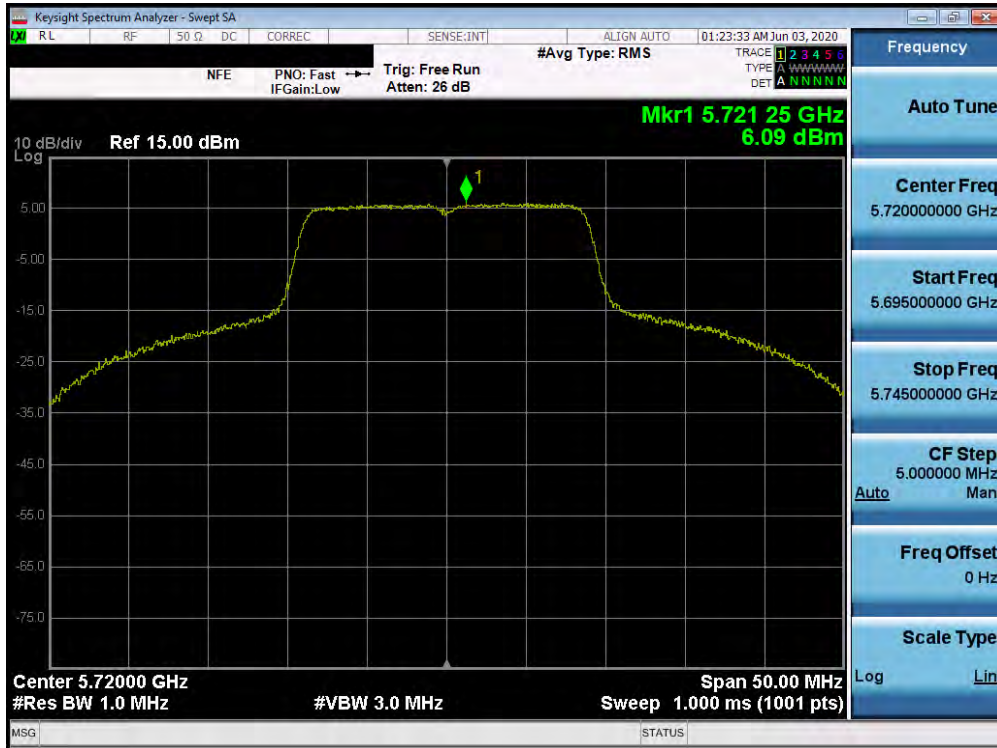 Keysight Spectrum Analyzer - Swept SA
LXI RL RF 50 Ω DC CORREC SENSE:INT ALIGN AUTO 01:23:33 AM Jun 03, 2020
NFE PNO: Fast Trig: Free Run #Avg Type: RMS TRACE 1 2 3 4 5 6
IFGain:Low Atten: 26 dB TYPE A WWWWW
DET A N N N N N
Mkr1 5.721 25 GHz
6.09 dBm
10 dB/div Ref 15.00 dBm
Log
1
5.00
-5.00
-15.0
-25.0
-35.0
-45.0
-55.0
-65.0
-75.0
Center 5.72000 GHz Span 50.00 MHz
#Res BW 1.0 MHz #VBW 3.0 MHz Sweep 1.000 ms (1001 pts)
MSG STATUS
Frequency
Auto Tune
Center Freq
5.720000000 GHz
Start Freq
5.695000000 GHz
Stop Freq
5.745000000 GHz
CF Step
5.000000 MHz
Auto Man
Freq Offset
0 Hz
Scale Type
Log Lin